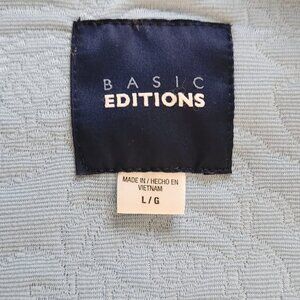 BASIC
EDITIONS
MADE IN / HECHO EN
VIETNAM
L / G